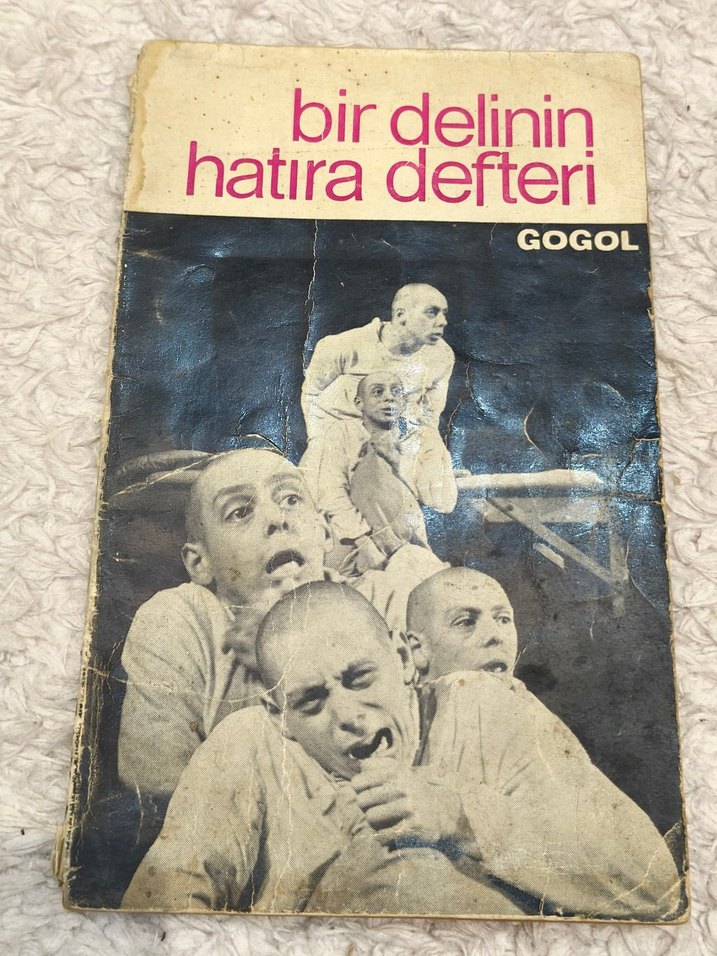 bir delinin
hatıra defteri
GOGOL